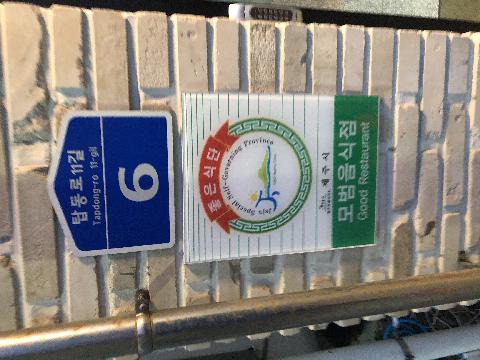 탑동로11길
Tapdong-ro 11-gil
6
좋은식단
Jeju Special Self-Governing Province
제주시
모범음식점
Good Restaurant